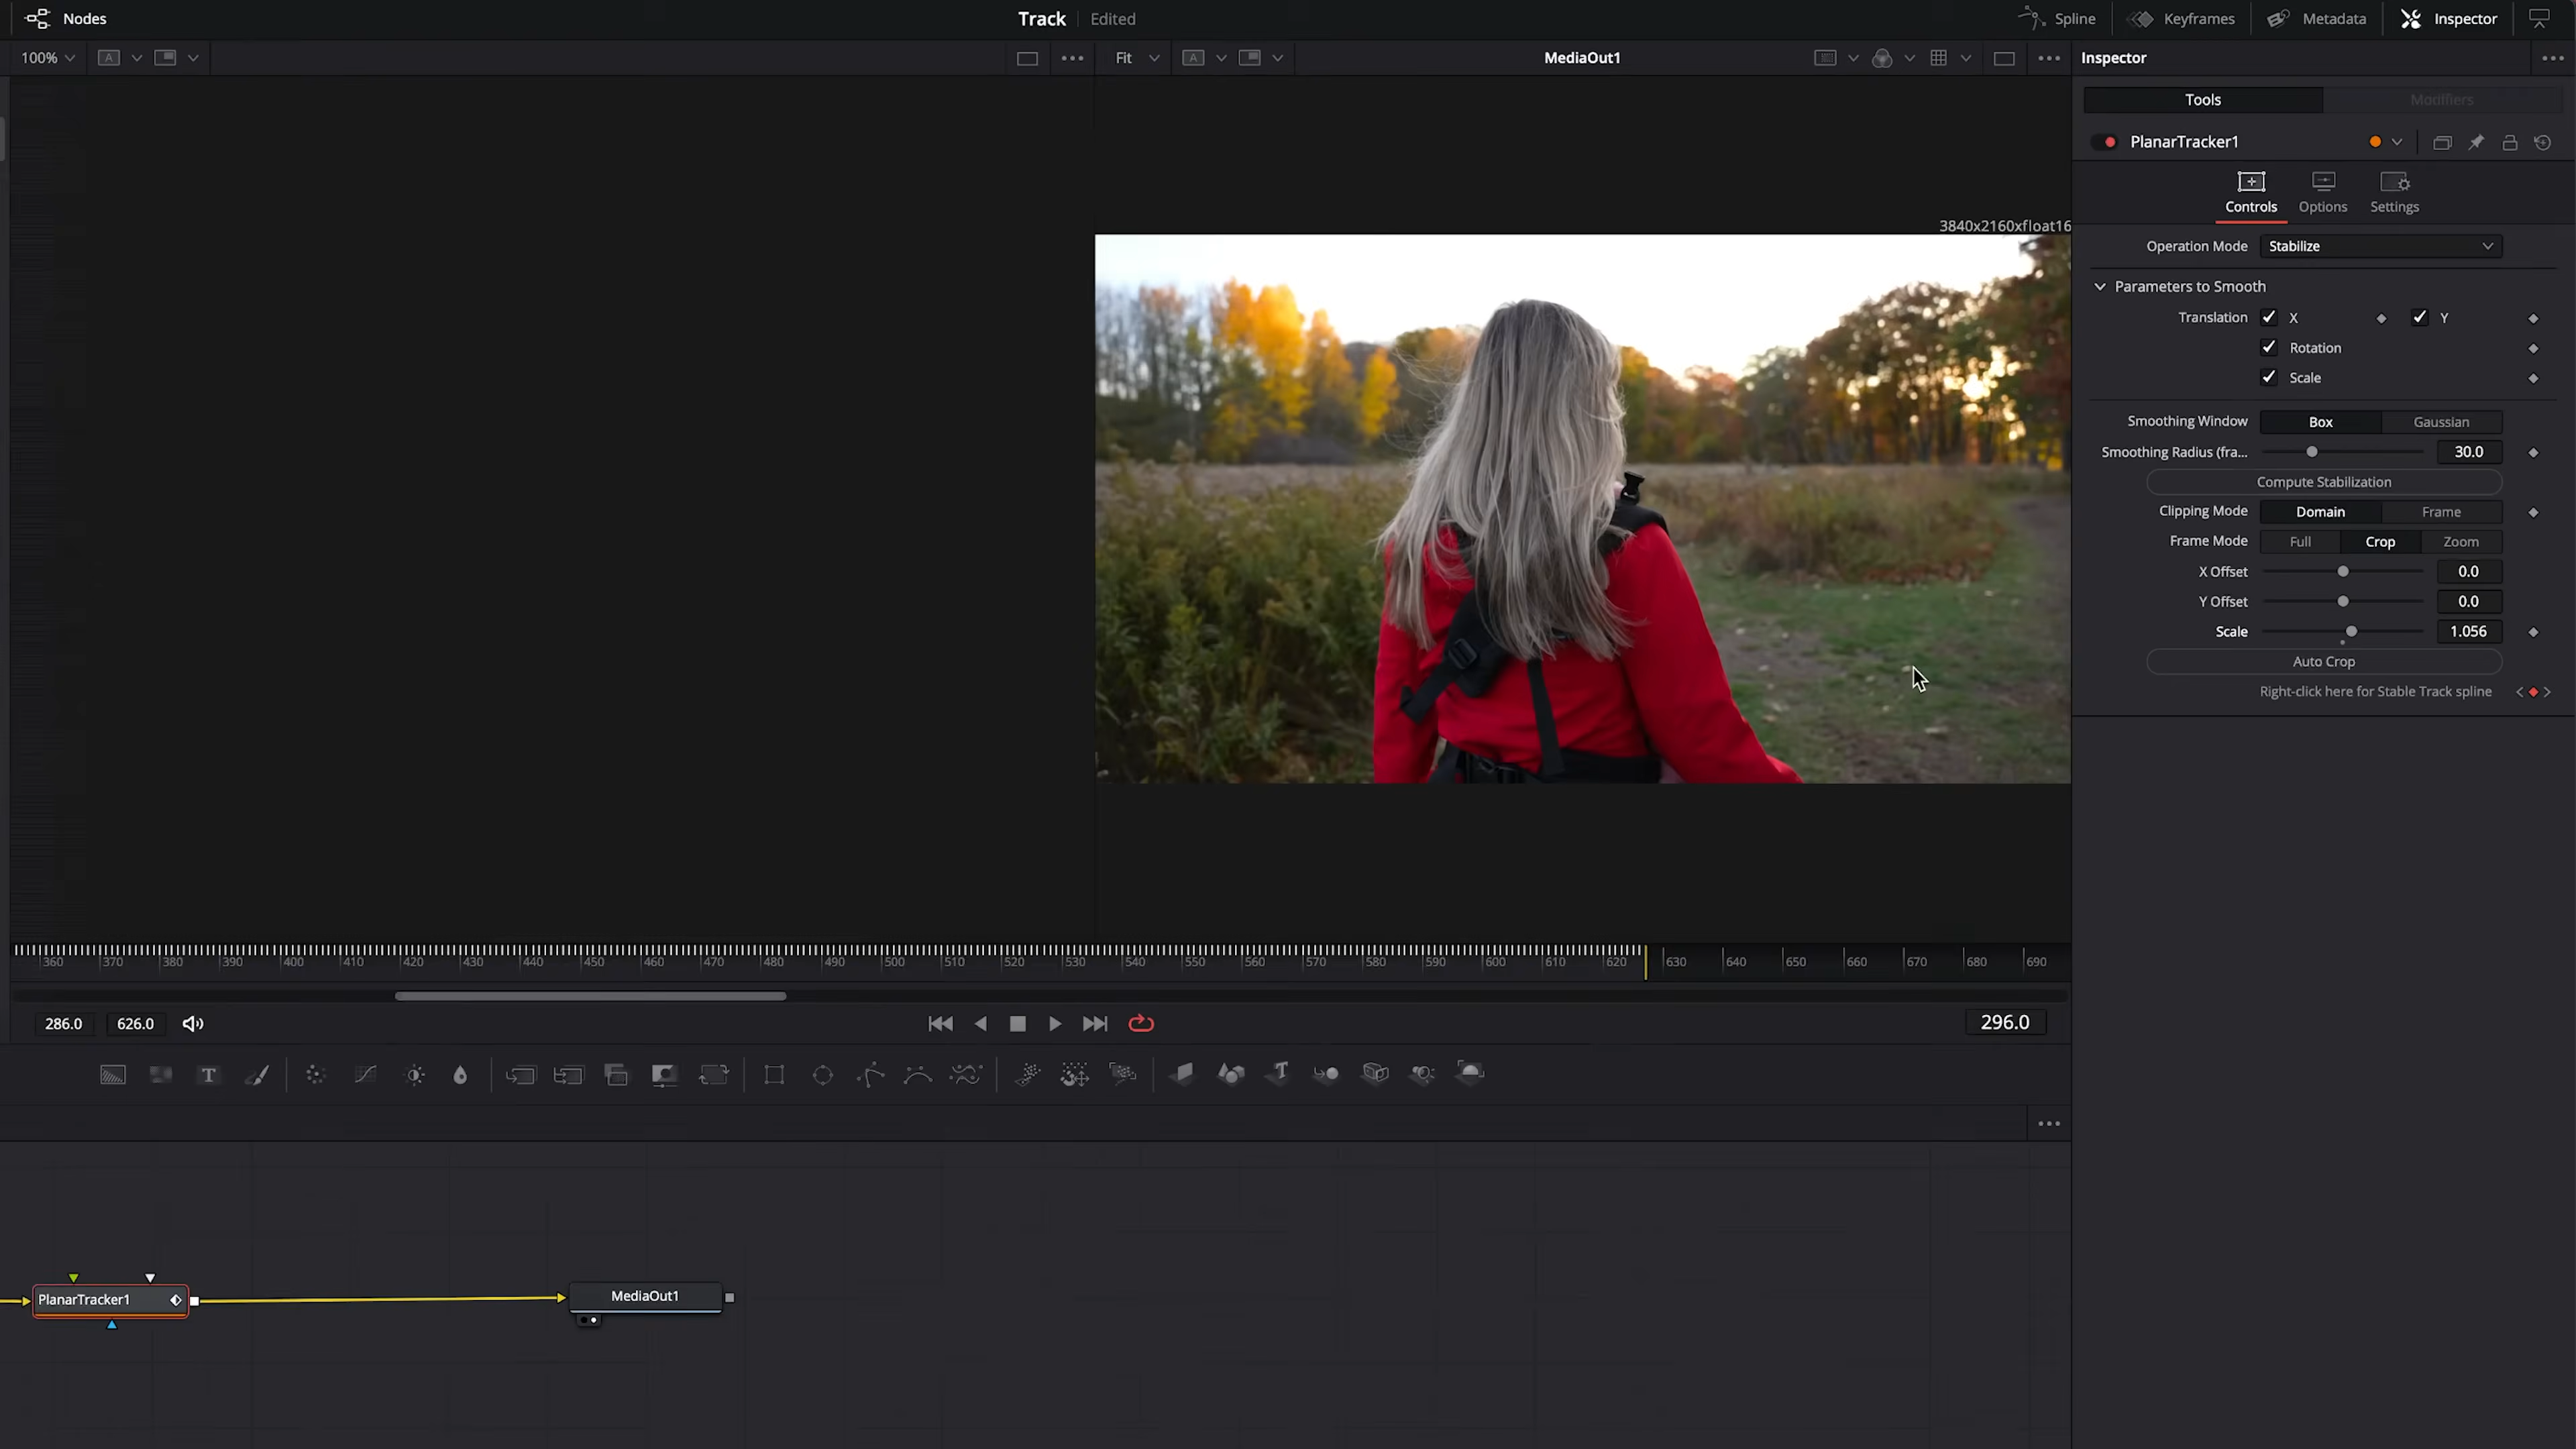 Nodes
Track Edited
Spline Keyframes Metadata Inspector
100% A
Fit A
MediaOut1
Inspector
Tools Modifiers
PlanarTracker1
Controls Options Settings
3840x2160xfloat16
Operation Mode Stabilize
Parameters to Smooth
Translation X Y
Rotation
Scale
Smoothing Window Box Gaussian
Smoothing Radius (fra... 30.0
Compute Stabilization
Clipping Mode Domain Frame
Frame Mode Full Crop Zoom
X Offset 0.0
Y Offset 0.0
Scale 1.056
Auto Crop
Right-click here for Stable Track spline
360 370 380 390 400 410 420 430 440 450 460 470 480 490 500 510 520 530 540 550 560 570 580 590 600 610 620 630 640 650 660 670 680 690
286.0 626.0 296.0
T T
PlanarTracker1 MediaOut1